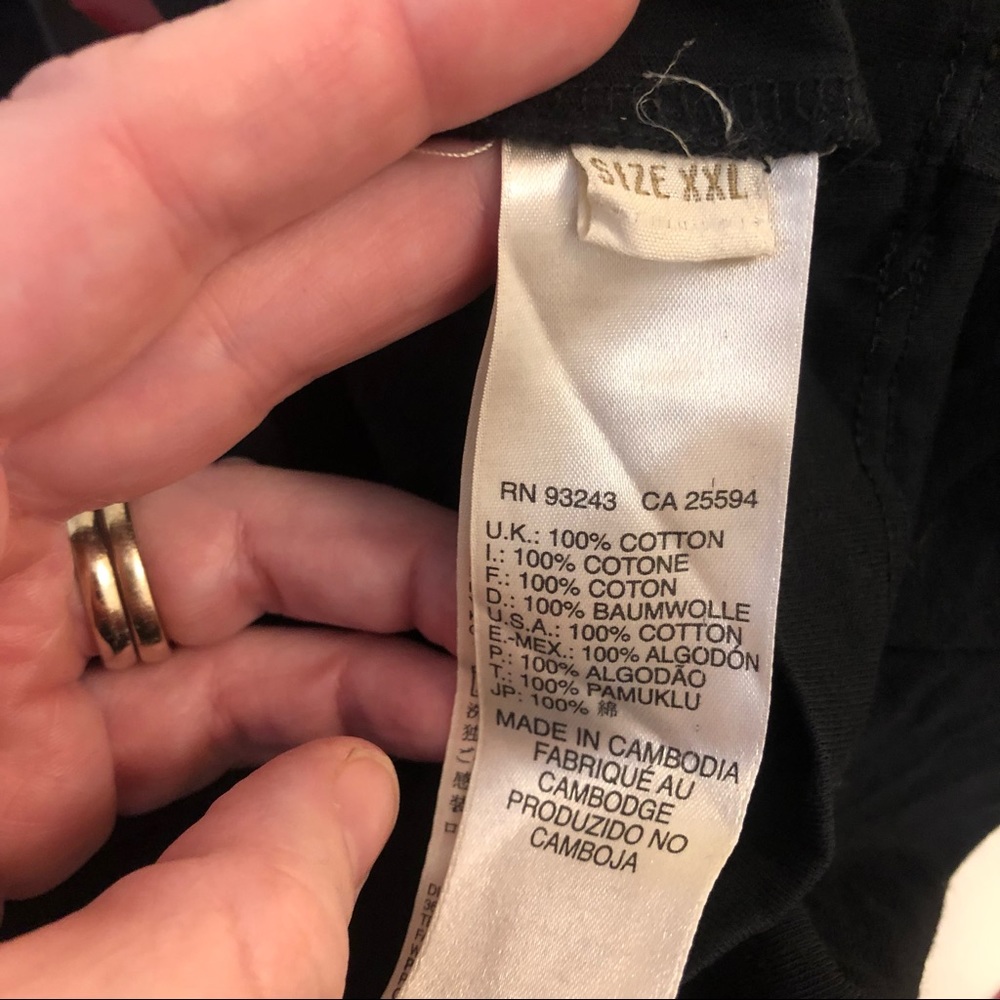 SIZE XXL
RN 93243 CA 25594
U.K.: 100% COTTON
I.: 100% COTONE
F.: 100% COTON
D.: 100% BAUMWOLLE
U.S.A.: 100% COTTON
E.-MEX.: 100% ALGODÓN
P.: 100% ALGODÃO
T.: 100% PAMUKLU
JP: 100% 綿
MADE IN CAMBODIA
FABRIQUÉ AU
CAMBODGE
PRODUZIDO NO
CAMBOJA